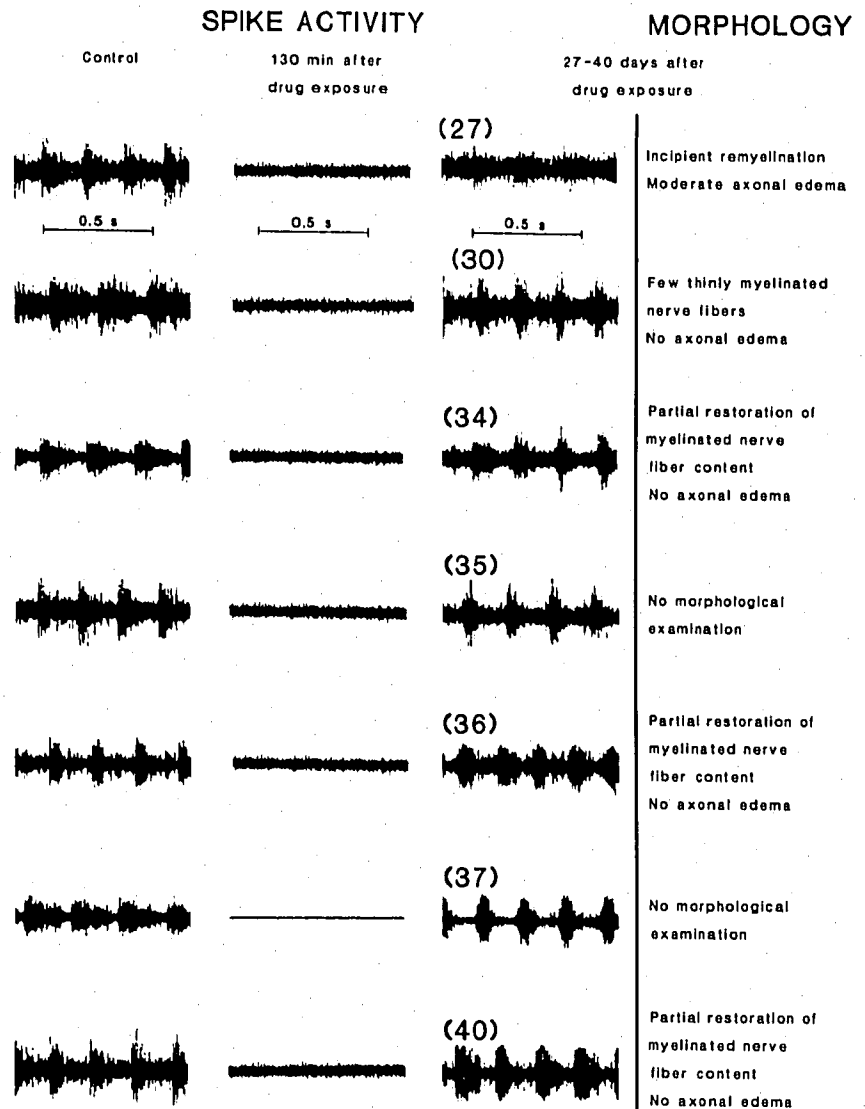 SPIKE ACTIVITY
MORPHOLOGY
Control
130 min after
drug exposure
27-40 days after
drug exposure
(27)
Incipient remyelination
Moderate axonal edema
0.5 s
0.5 s
0.5 s
(30)
Few thinly myelinated
nerve fibers
No axonal edema
(34)
Partial restoration of
myelinated nerve
fiber content
No axonal edema
(35)
No morphological
examination
(36)
Partial restoration of
myelinated nerve
fiber content
No axonal edema
(37)
No morphological
examination
(40)
Partial restoration of
myelinated nerve
fiber content
No axonal edema